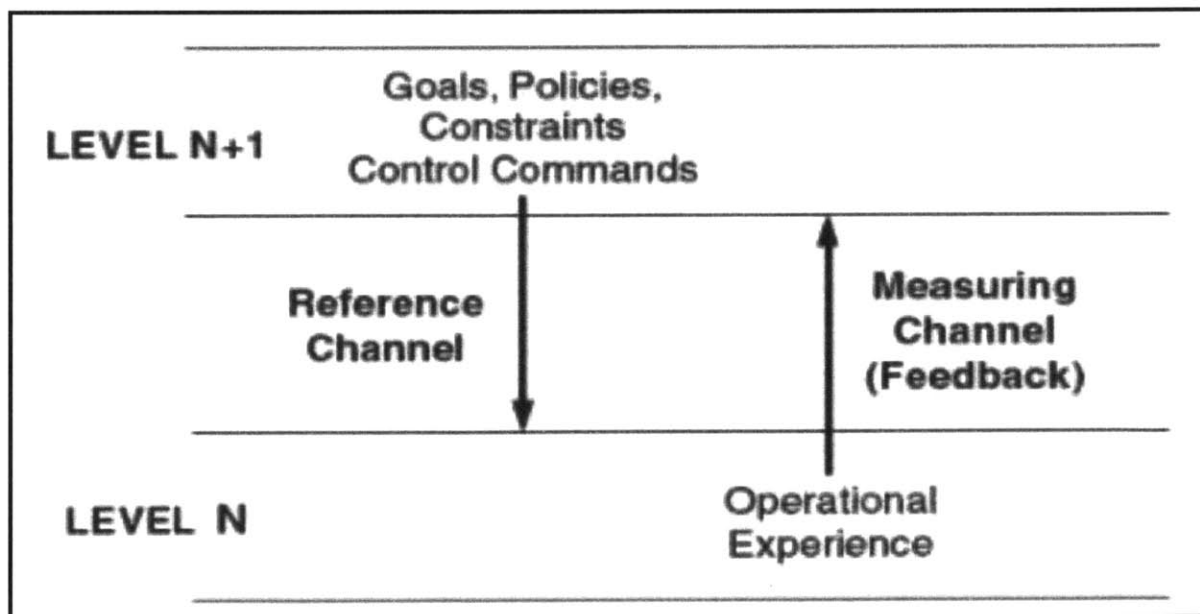 Goals, Policies,
Constraints
Control Commands
LEVEL N+1
Reference
Channel
Measuring
Channel
(Feedback)
LEVEL N
Operational
Experience